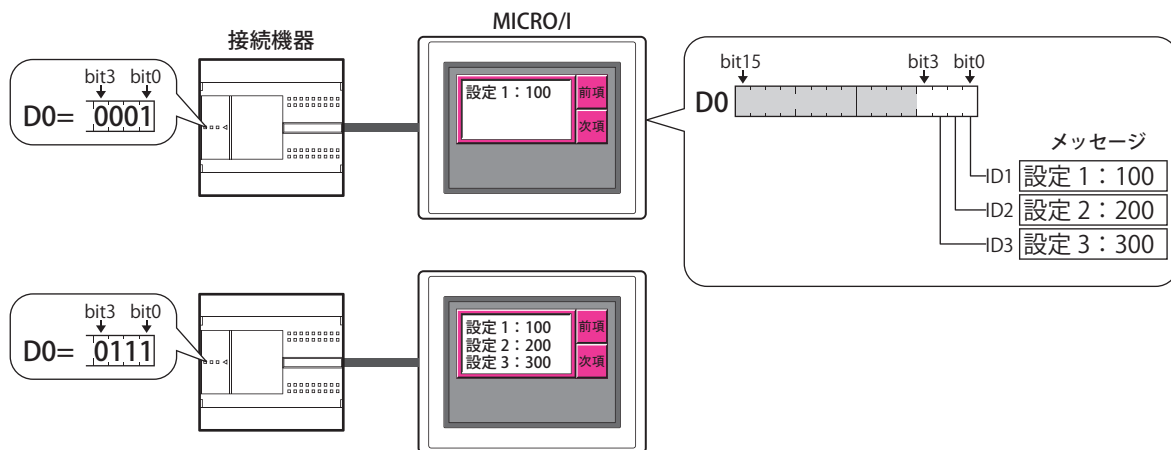 接続機器
MICRO/I
bit3 bit0
D0= 0001
設定 1：100
前項
次項
bit15 bit3 bit0
D0
メッセージ
ID1 設定 1：100
ID2 設定 2：200
ID3 設定 3：300
bit3 bit0
D0= 0111
設定 1：100
設定 2：200
設定 3：300
前項
次項